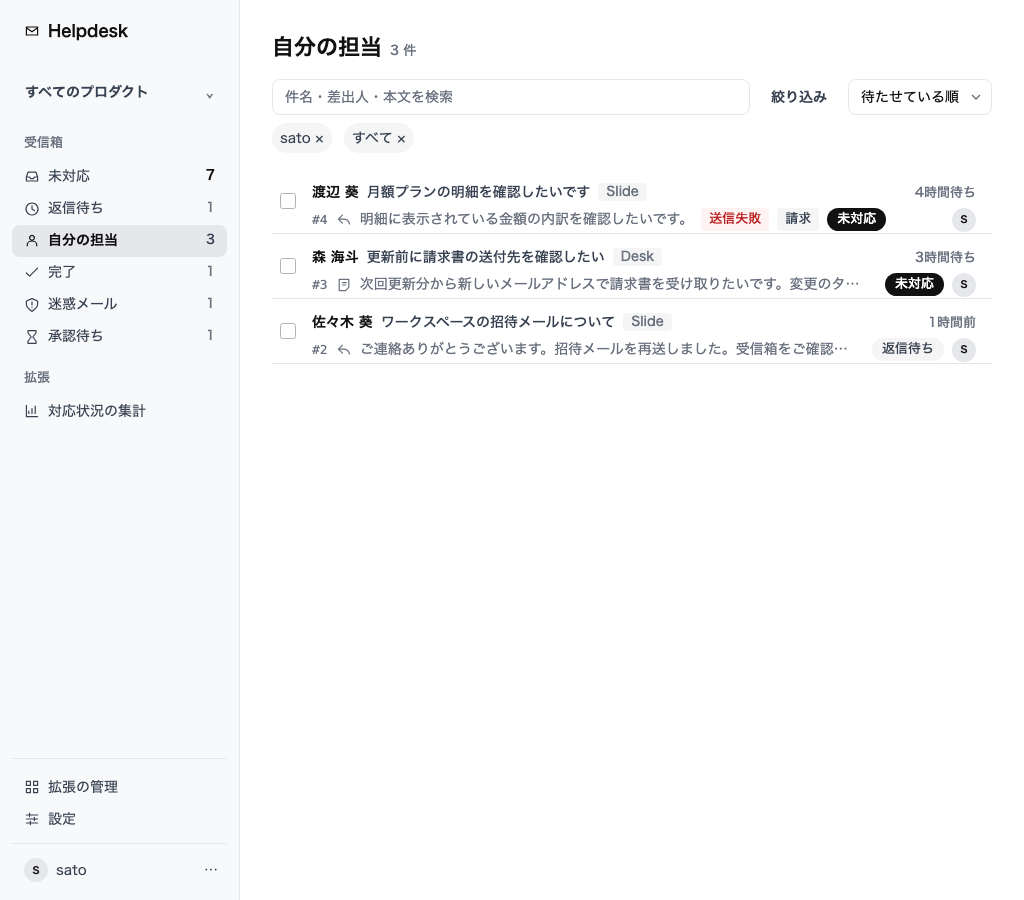 Helpdesk
すべてのプロダクト
受信箱
未対応 7
返信待ち 1
自分の担当 3
完了 1
迷惑メール 1
承認待ち 1
拡張
対応状況の集計
拡張の管理
設定
S sato ⋯
自分の担当 3 件
件名・差出人・本文を検索 絞り込み 待たせている順
sato × すべて ×
渡辺 葵 月額プランの明細を確認したいです Slide 4時間待ち
#4 明細に表示されている金額の内訳を確認したいです。 送信失敗 請求 未対応 S
森 海斗 更新前に請求書の送付先を確認したい Desk 3時間待ち
#3 次回更新分から新しいメールアドレスで請求書を受け取りたいです。変更のタ… 未対応 S
佐々木 葵 ワークスペースの招待メールについて Slide 1時間前
#2 ご連絡ありがとうございます。招待メールを再送しました。受信箱をご確認… 返信待ち S